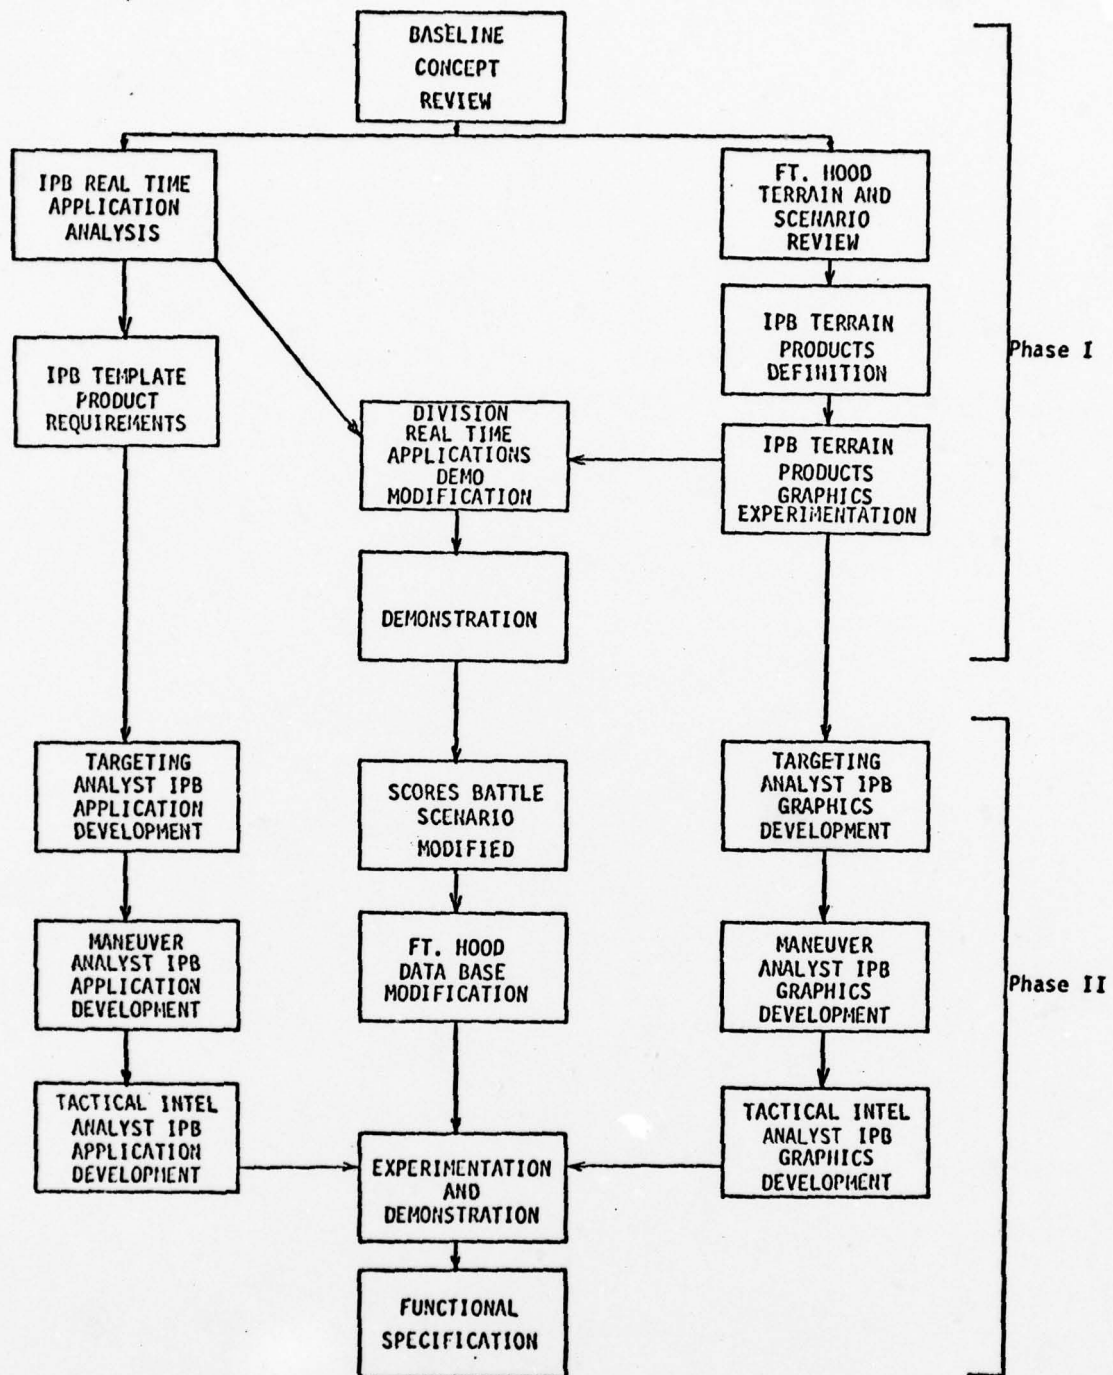 BASELINE
CONCEPT
REVIEW
IPB REAL TIME
APPLICATION
ANALYSIS
FT. HOOD
TERRAIN AND
SCENARIO
REVIEW
IPB TERRAIN
PRODUCTS
DEFINITION
Phase I
IPB TEMPLATE
PRODUCT
REQUIREMENTS
DIVISION
REAL TIME
APPLICATIONS
DEMO
MODIFICATION
IPB TERRAIN
PRODUCTS
GRAPHICS
EXPERIMENTATION
DEMONSTRATION
TARGETING
ANALYST IPB
APPLICATION
DEVELOPMENT
SCORES BATTLE
SCENARIO
MODIFIED
TARGETING
ANALYST IPB
GRAPHICS
DEVELOPMENT
MANEUVER
ANALYST IPB
APPLICATION
DEVELOPMENT
FT. HOOD
DATA BASE
MODIFICATION
MANEUVER
ANALYST IPB
GRAPHICS
DEVELOPMENT
Phase II
TACTICAL INTEL
ANALYST IPB
APPLICATION
DEVELOPMENT
EXPERIMENTATION
AND
DEMONSTRATION
TACTICAL INTEL
ANALYST IPB
GRAPHICS
DEVELOPMENT
FUNCTIONAL
SPECIFICATION